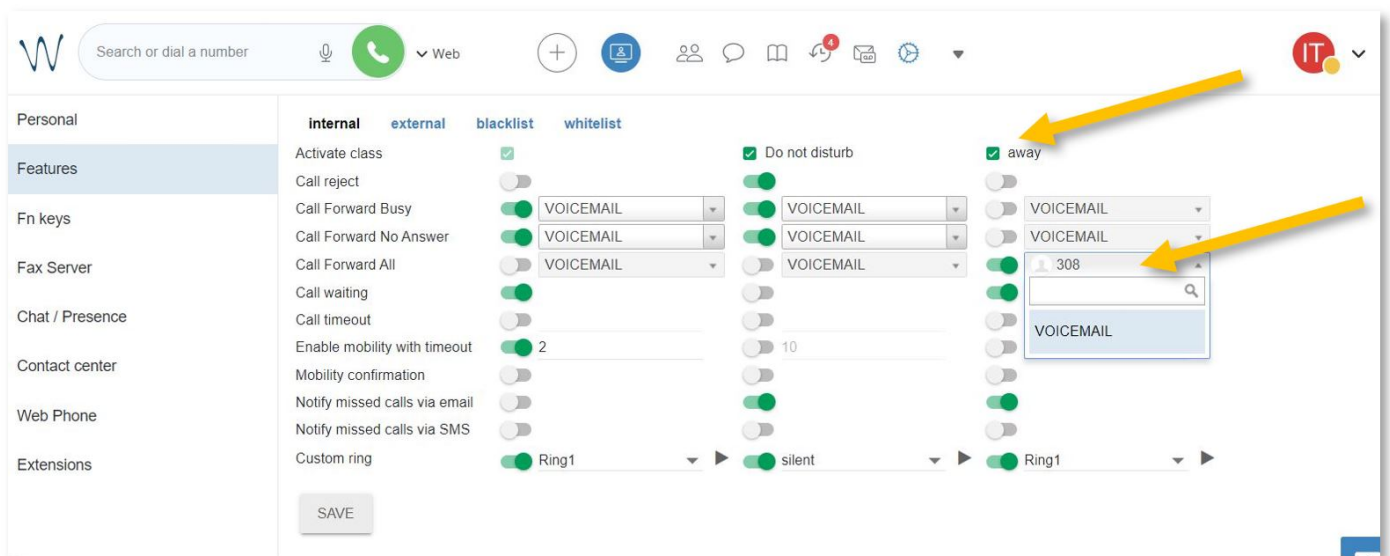 W
Search or dial a number
Web
4
IT
Personal
Features
Fn keys
Fax Server
Chat / Presence
Contact center
Web Phone
Extensions
internal external blacklist whitelist
Activate class Do not disturb away
Call reject
Call Forward Busy VOICEMAIL VOICEMAIL VOICEMAIL
Call Forward No Answer VOICEMAIL VOICEMAIL VOICEMAIL
Call Forward All VOICEMAIL VOICEMAIL 308
Call waiting
Call timeout VOICEMAIL
Enable mobility with timeout 2 10
Mobility confirmation
Notify missed calls via email
Notify missed calls via SMS
Custom ring Ring1 silent Ring1
SAVE